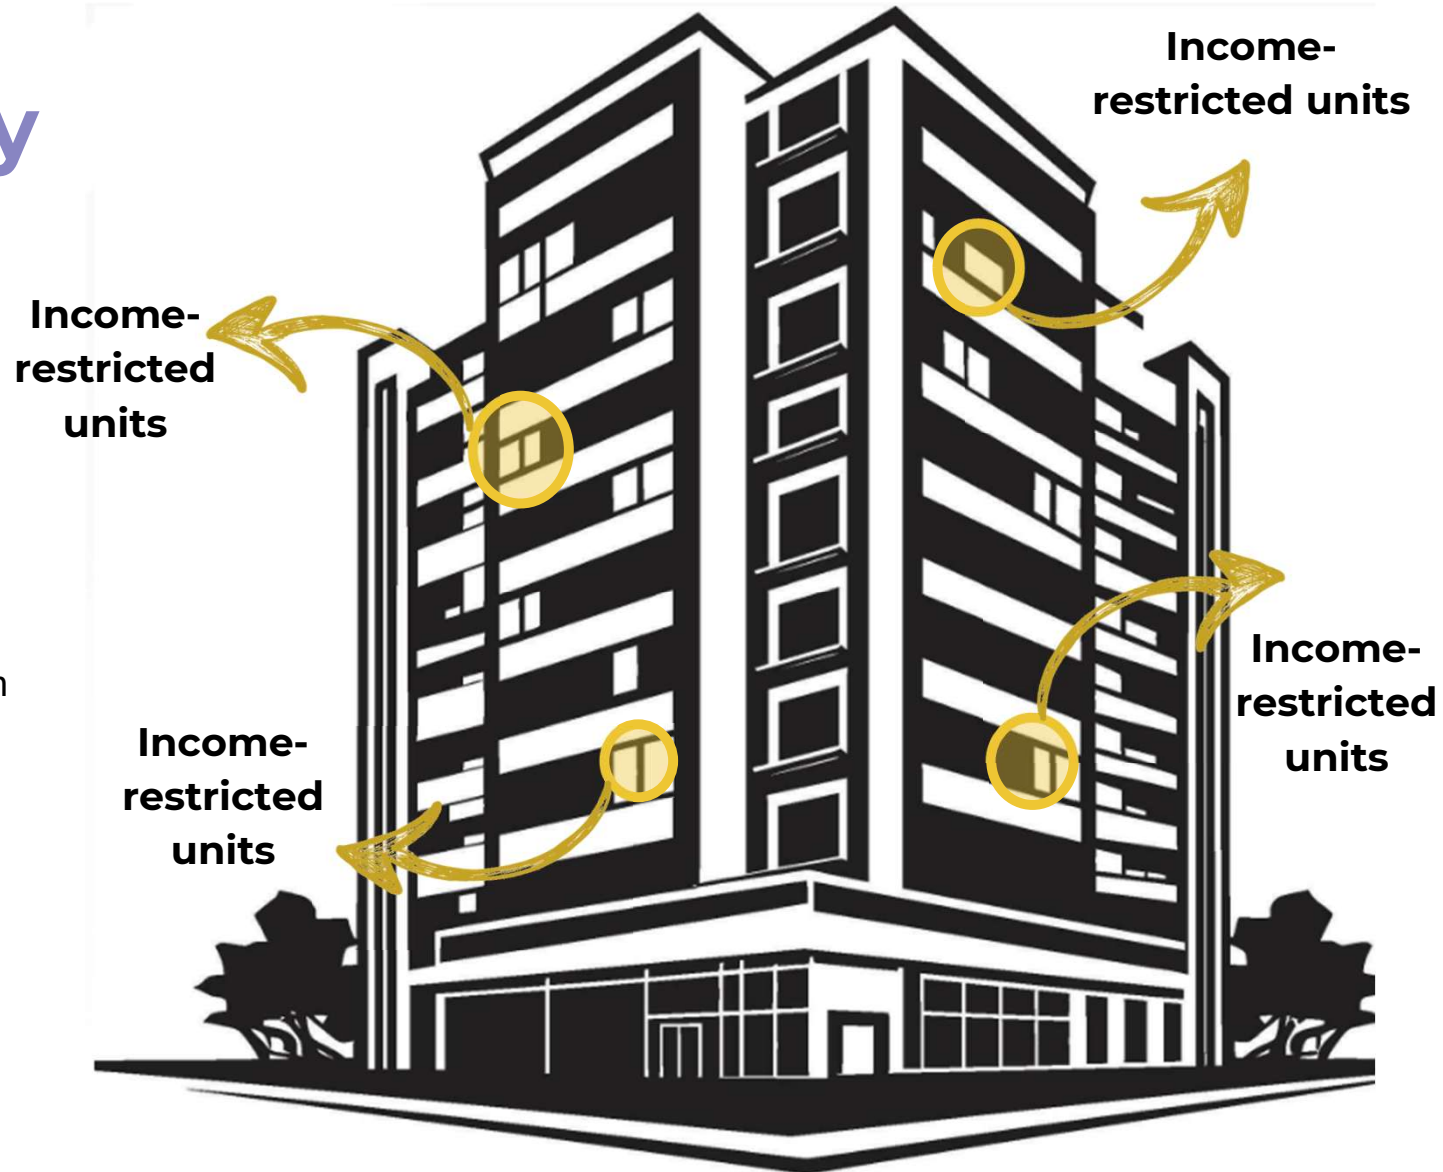 y
Income-
restricted units
Income-
restricted
units
Income-
restricted
units
n
Income-
restricted
units